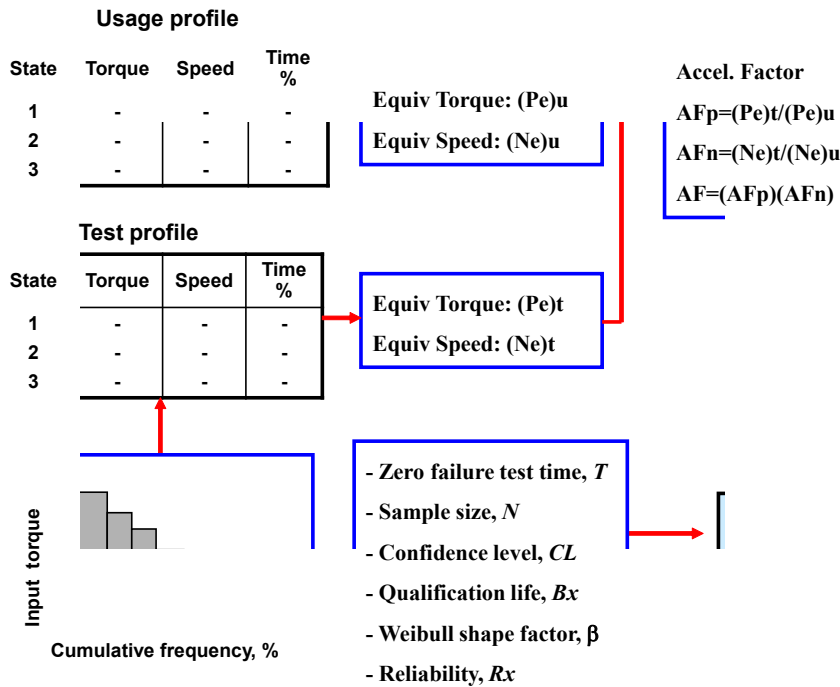 Usage profile
State Torque Speed Time %
1 - - -
2 - - -
3 - - -
Equiv Torque: (Pe)u
Equiv Speed: (Ne)u
Accel. Factor
AFp=(Pe)t/(Pe)u
AFn=(Ne)t/(Ne)u
AF=(AFp)(AFn)
Test profile
State Torque Speed Time %
1 - - -
2 - - -
3 - - -
Equiv Torque: (Pe)t
Equiv Speed: (Ne)t
Input torque
Cumulative frequency, %
- Zero failure test time, T
- Sample size, N
- Confidence level, CL
- Qualification life, Bx
- Weibull shape factor, β
- Reliability, Rx